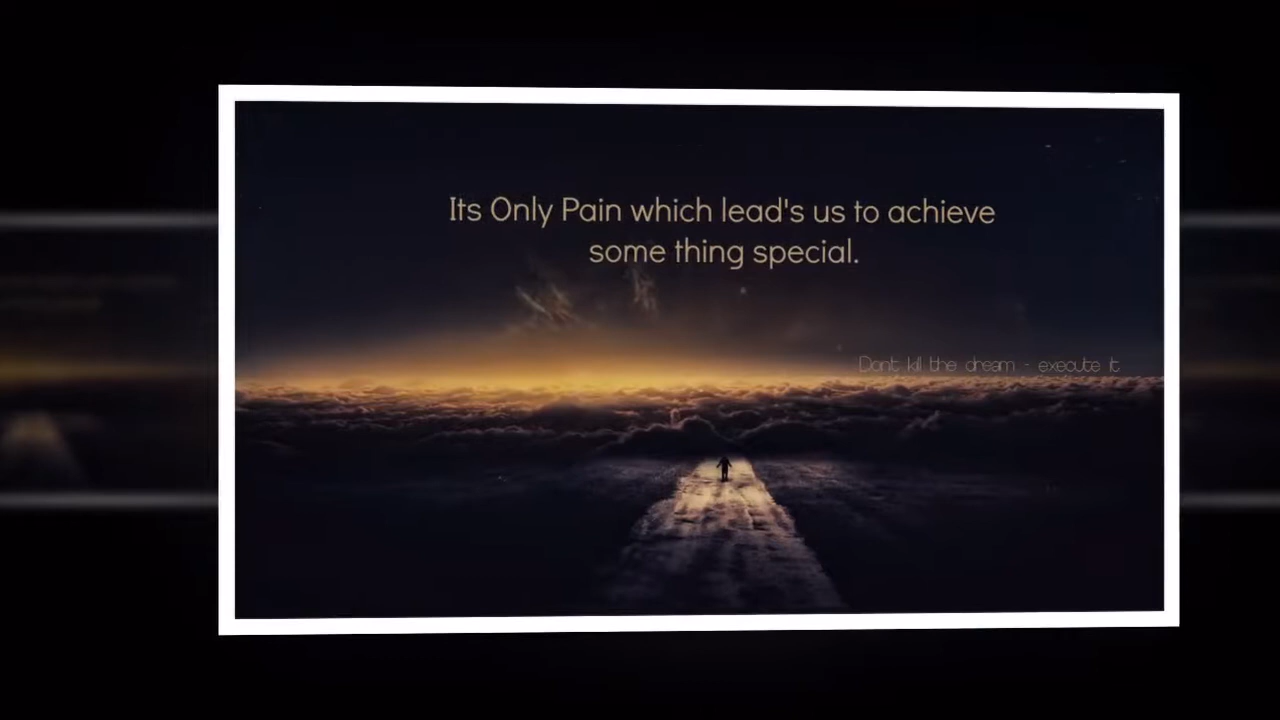 Its Only Pain which lead's us to achieve
some thing special.
Dont kill the dream - execute it